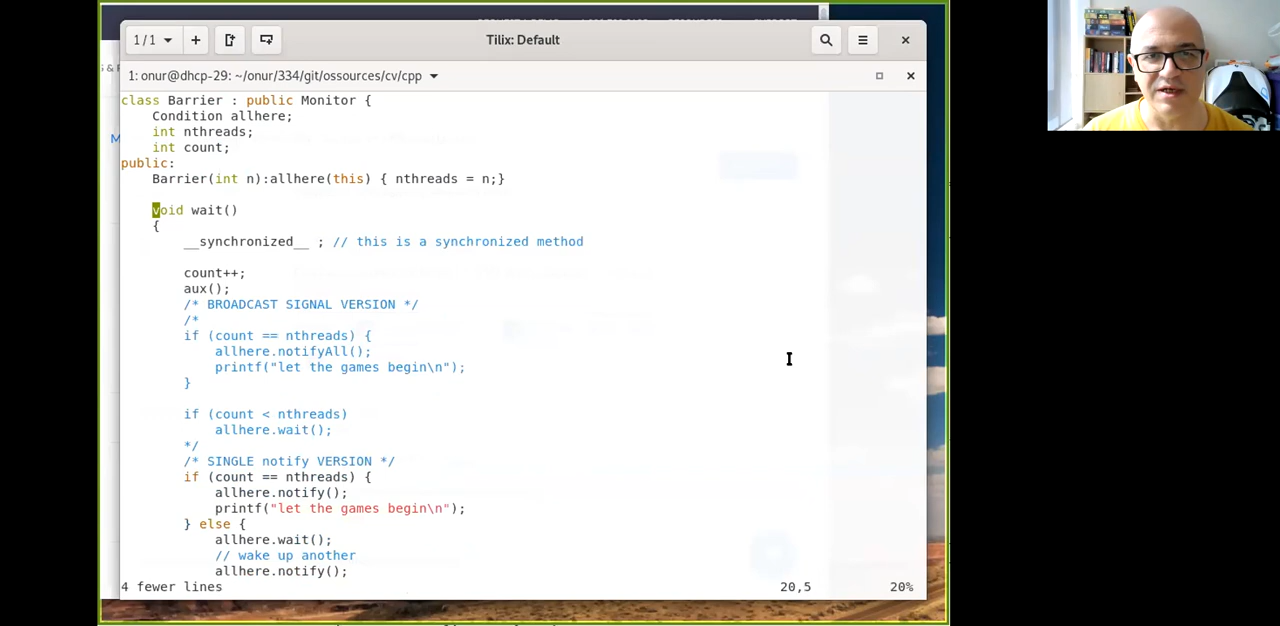 1 / 1
Tilix: Default
1: onur@dhcp-29: ~/onur/334/git/ossources/cv/cpp
class Barrier : public Monitor {
    Condition allhere;
    int nthreads;
    int count;
public:
    Barrier(int n):allhere(this) { nthreads = n;}
    void wait()
    {
        __synchronized__ ; // this is a synchronized method
        count++;
        aux();
        /* BROADCAST SIGNAL VERSION */
        /*
        if (count == nthreads) {
            allhere.notifyAll();
            printf("let the games begin\n");
        }
        if (count < nthreads)
            allhere.wait();
        */
        /* SINGLE notify VERSION */
        if (count == nthreads) {
            allhere.notify();
            printf("let the games begin\n");
        } else {
            allhere.wait();
            // wake up another
            allhere.notify();
4 fewer lines
20,5
20%